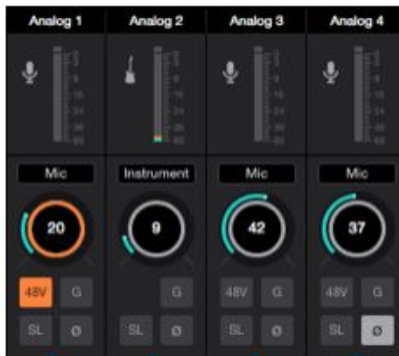 Analog 1 Analog 2 Analog 3 Analog 4
Mic Instrument Mic Mic
20 9 42 37
48V G G 48V G 48V G
SL Ø SL Ø SL Ø SL Ø